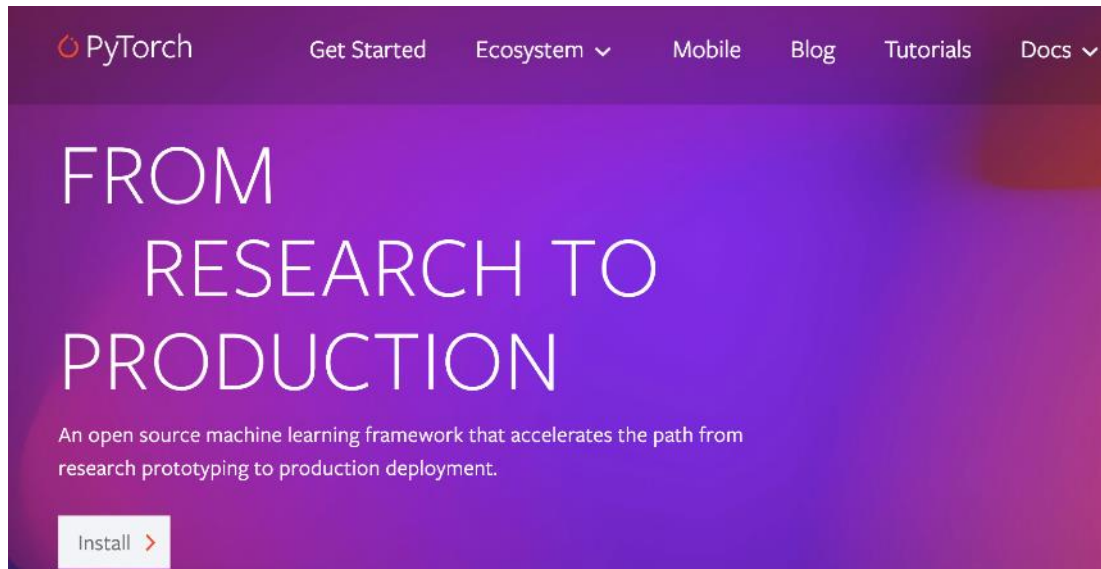 PyTorch Get Started Ecosystem Mobile Blog Tutorials Docs
FROM
RESEARCH TO
PRODUCTION
An open source machine learning framework that accelerates the path from
research prototyping to production deployment.
Install